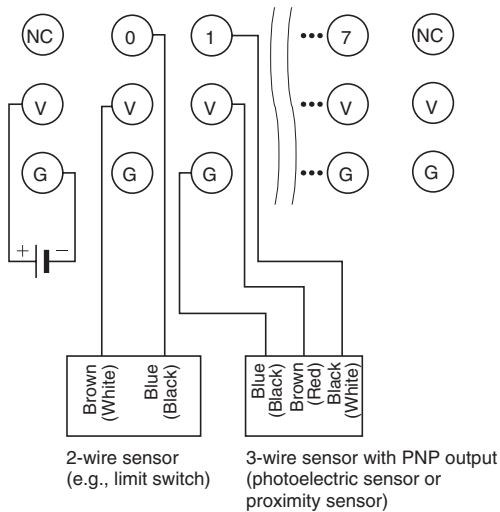 NC 0 1 ••• 7 NC
V V V ••• V V
G G G ••• G G
+ −
Brown
(White)
Blue
(Black)
Blue
(Black)
Brown
(Red)
Black
(White)
2-wire sensor
(e.g., limit switch)
3-wire sensor with PNP output
(photoelectric sensor or
proximity sensor)